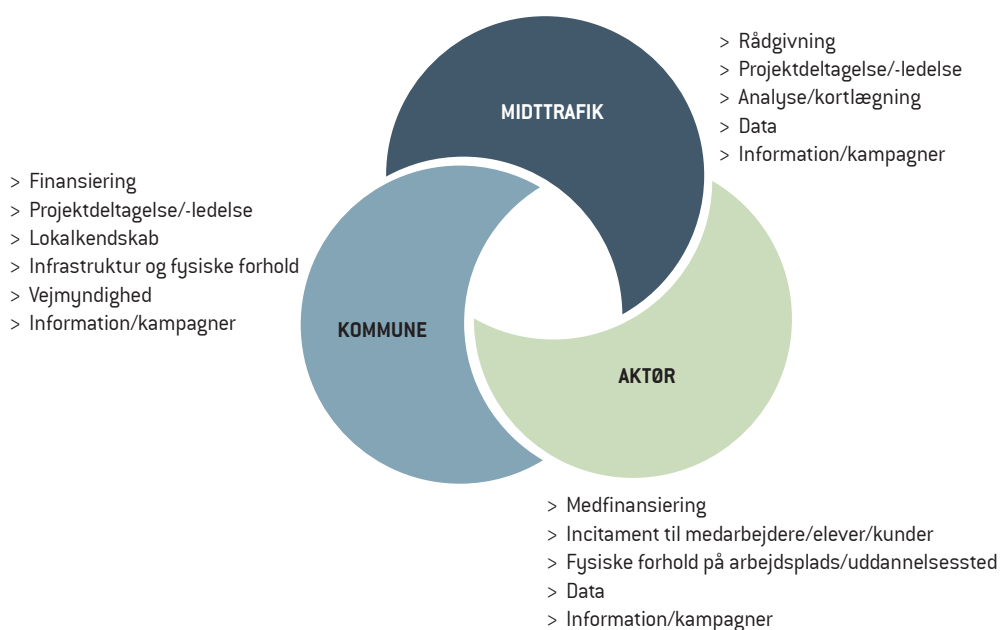 MIDTTRAFIK
> Rådgivning
> Projektdeltagelse/-ledelse
> Analyse/kortlægning
> Data
> Information/kampagner
> Finansiering
> Projektdeltagelse/-ledelse
> Lokalkendskab
> Infrastruktur og fysiske forhold
> Vejmyndighed
> Information/kampagner
KOMMUNE
AKTØR
> Medfinansiering
> Incitament til medarbejdere/elever/kunder
> Fysiske forhold på arbejdsplads/uddannelsessted
> Data
> Information/kampagner